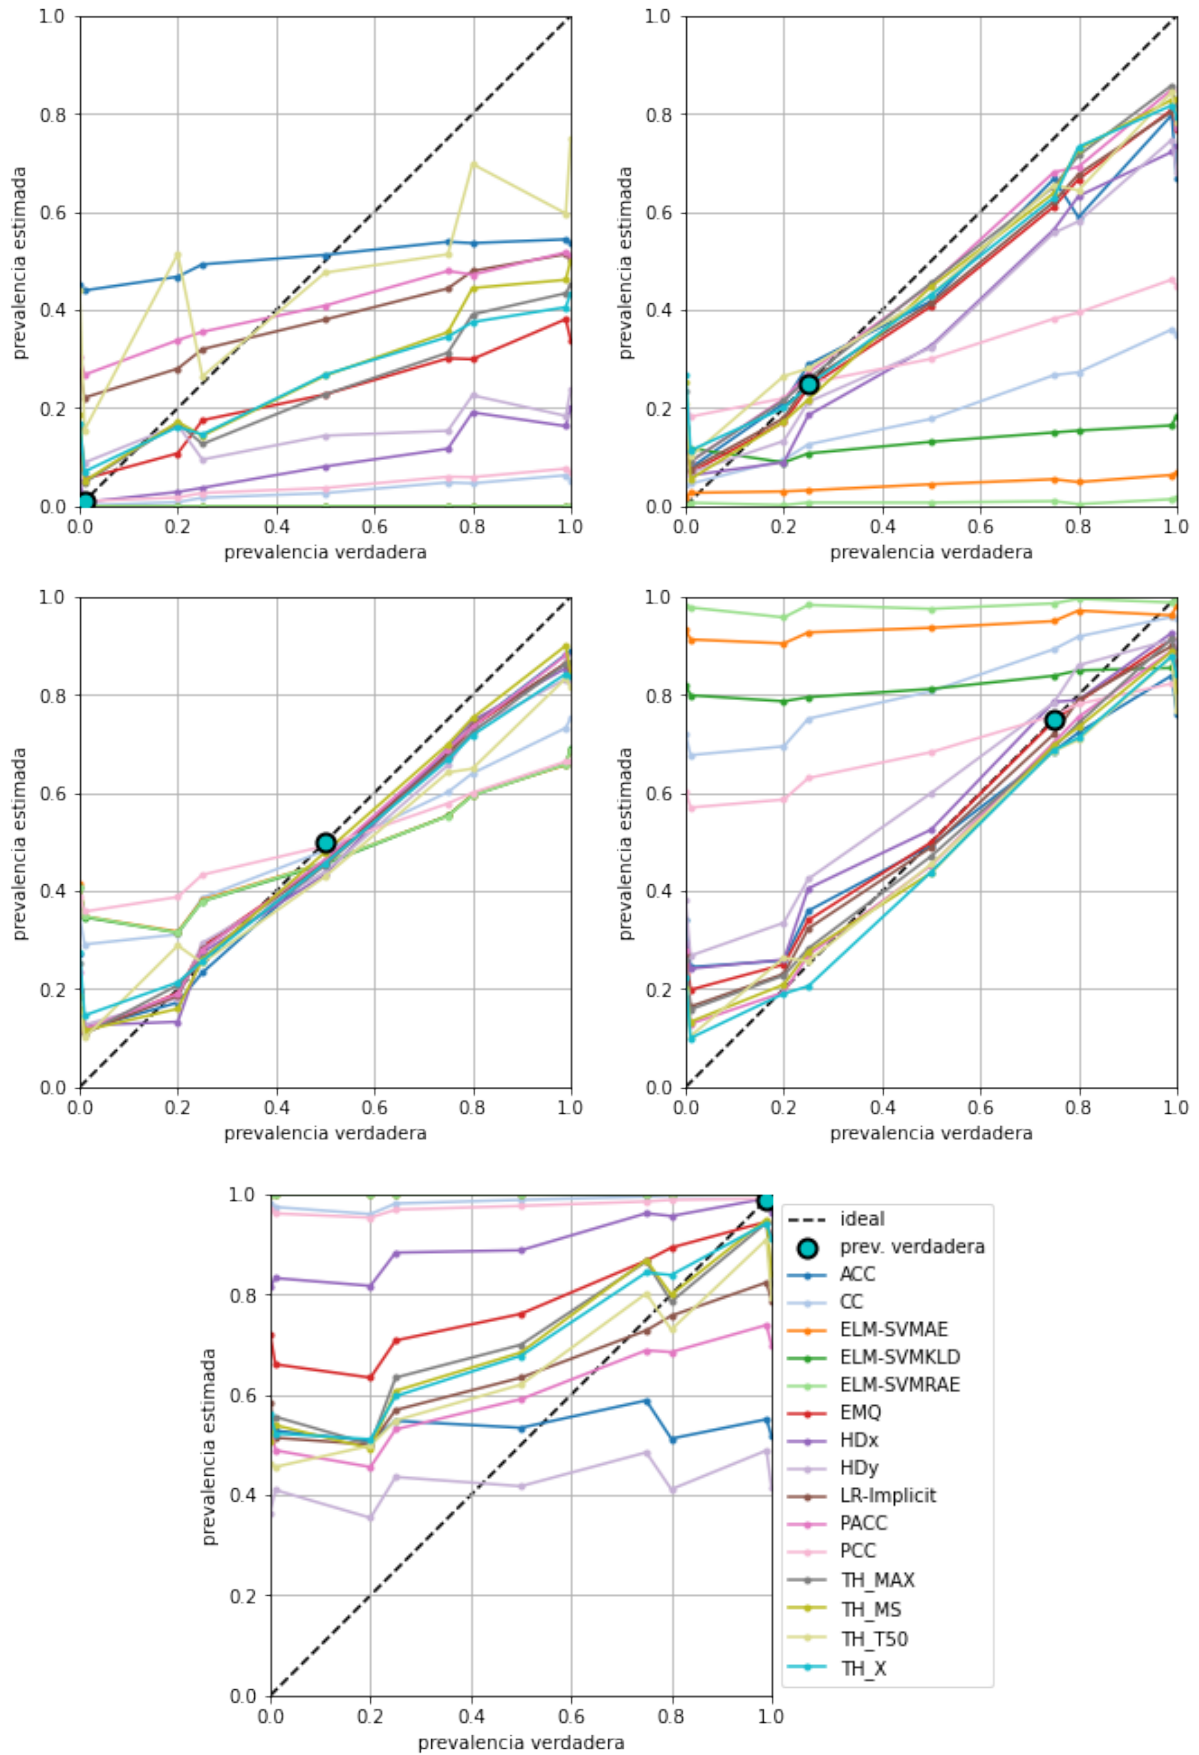 1.0
0.8
0.6
0.4
0.2
0.0
prevalencia estimada
0.0 0.2 0.4 0.6 0.8 1.0
prevalencia verdadera
1.0
0.8
0.6
0.4
0.2
0.0
prevalencia estimada
0.0 0.2 0.4 0.6 0.8 1.0
prevalencia verdadera
1.0
0.8
0.6
0.4
0.2
0.0
prevalencia estimada
0.0 0.2 0.4 0.6 0.8 1.0
prevalencia verdadera
1.0
0.8
0.6
0.4
0.2
0.0
prevalencia estimada
0.0 0.2 0.4 0.6 0.8 1.0
prevalencia verdadera
1.0
0.8
0.6
0.4
0.2
0.0
prevalencia estimada
0.0 0.2 0.4 0.6 0.8 1.0
prevalencia verdadera
ideal
prev. verdadera
ACC
CC
ELM-SVMAE
ELM-SVMKLD
ELM-SVMRAE
EMQ
HDx
HDy
LR-Implicit
PACC
PCC
TH_MAX
TH_MS
TH_T50
TH_X